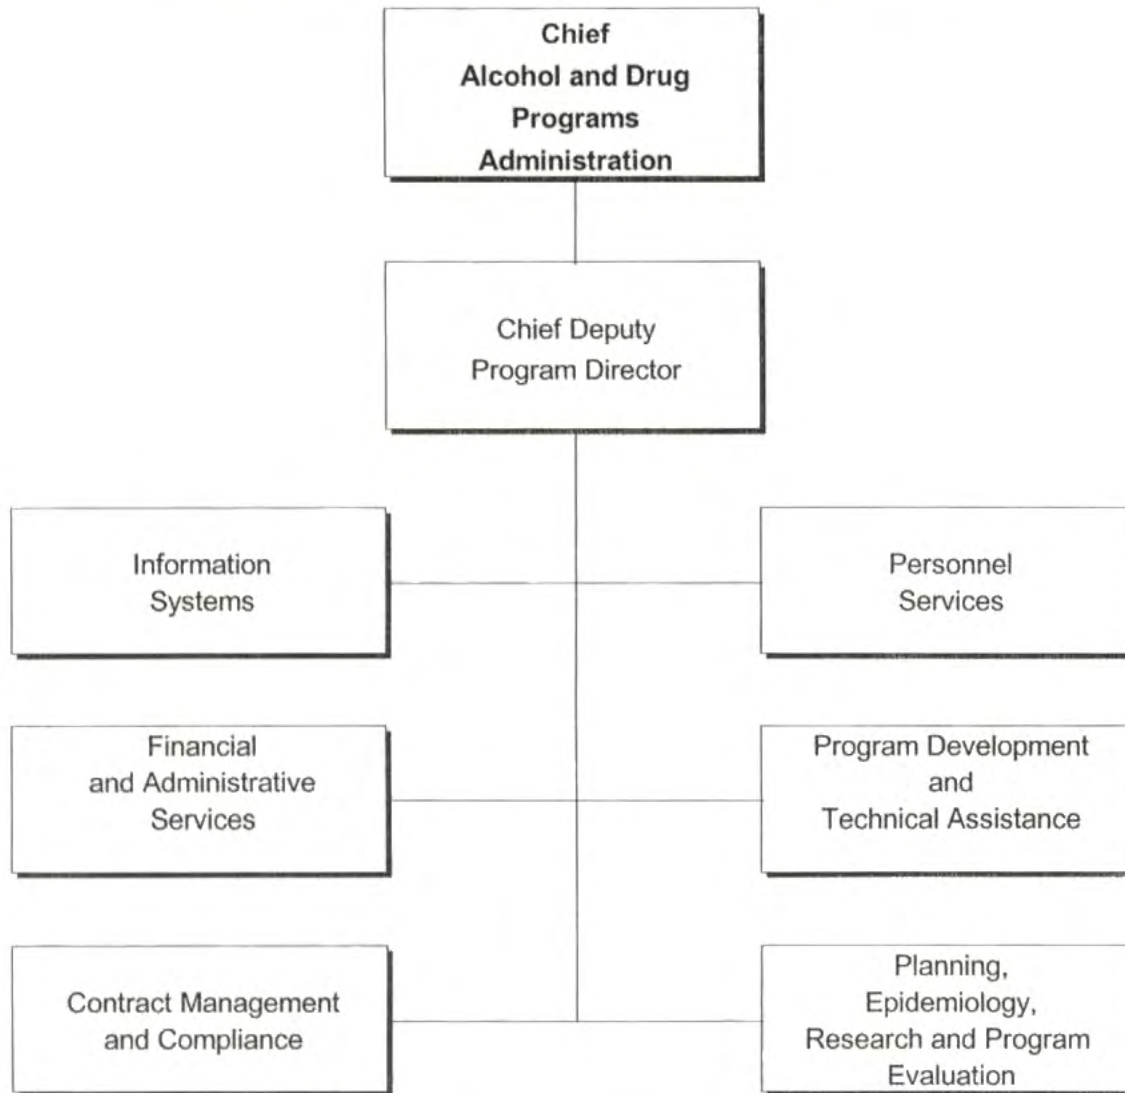 Chief
Alcohol and Drug
Programs
Administration
Chief Deputy
Program Director
Information
Systems
Personnel
Services
Financial
and Administrative
Services
Program Development
and
Technical Assistance
Contract Management
and Compliance
Planning,
Epidemiology,
Research and Program
Evaluation